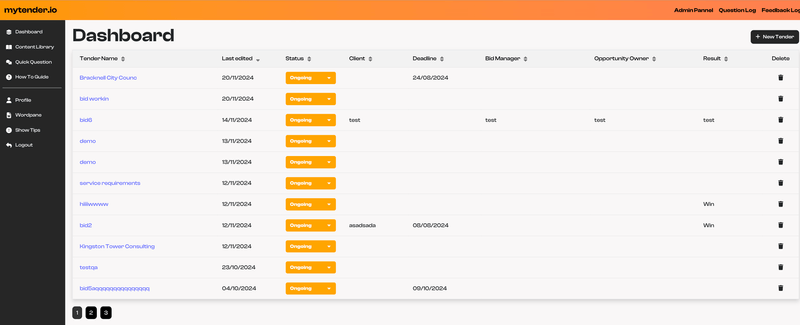 mytender.io
Admin Pannel Question Log Feedback Log
Dashboard
Content Library
Quick Question
How To Guide
Profile
Wordpane
Show Tips
Logout
Dashboard
+ New Tender
Tender Name Last edited Status Client Deadline Bid Manager Opportunity Owner Result Delete
Bracknell City Counc 20/11/2024 Ongoing 24/08/2024
bid workin 20/11/2024 Ongoing
bid6 14/11/2024 Ongoing test test test test
demo 13/11/2024 Ongoing
demo 13/11/2024 Ongoing
service requirements 12/11/2024 Ongoing
hiiiwwww 12/11/2024 Ongoing Win
bid2 12/11/2024 Ongoing asadsada 08/08/2024 Win
Kingston Tower Consulting 12/11/2024 Ongoing
testqa 23/10/2024 Ongoing
04/10/2024 Ongoing 09/10/2024
1 2 3